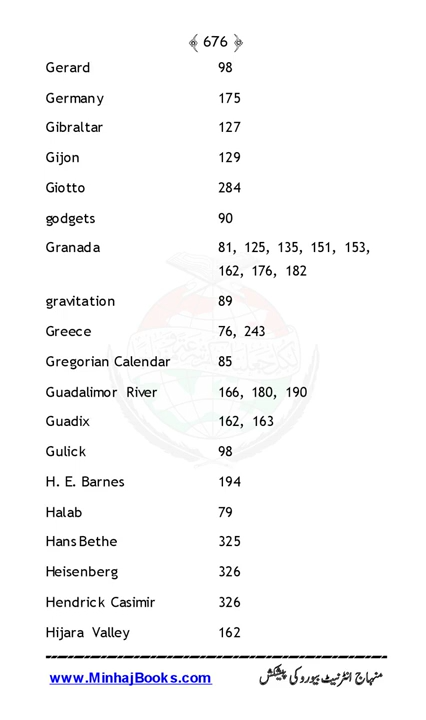 ﴾ 676 ﴿
Gerard 98
Germany 175
Gibraltar 127
Gijon 129
Giotto 284
godgets 90
Granada 81, 125, 135, 151, 153,
162, 176, 182
gravitation 89
Greece 76, 243
Gregorian Calendar 85
Guadalimor River 166, 180, 190
Guadix 162, 163
Gulick 98
H. E. Barnes 194
Halab 79
Hans Bethe 325
Heisenberg 326
Hendrick Casimir 326
Hijara Valley 162
www.MinhajBooks.com منہاج انٹرنیٹ بیورو کی پیشکش